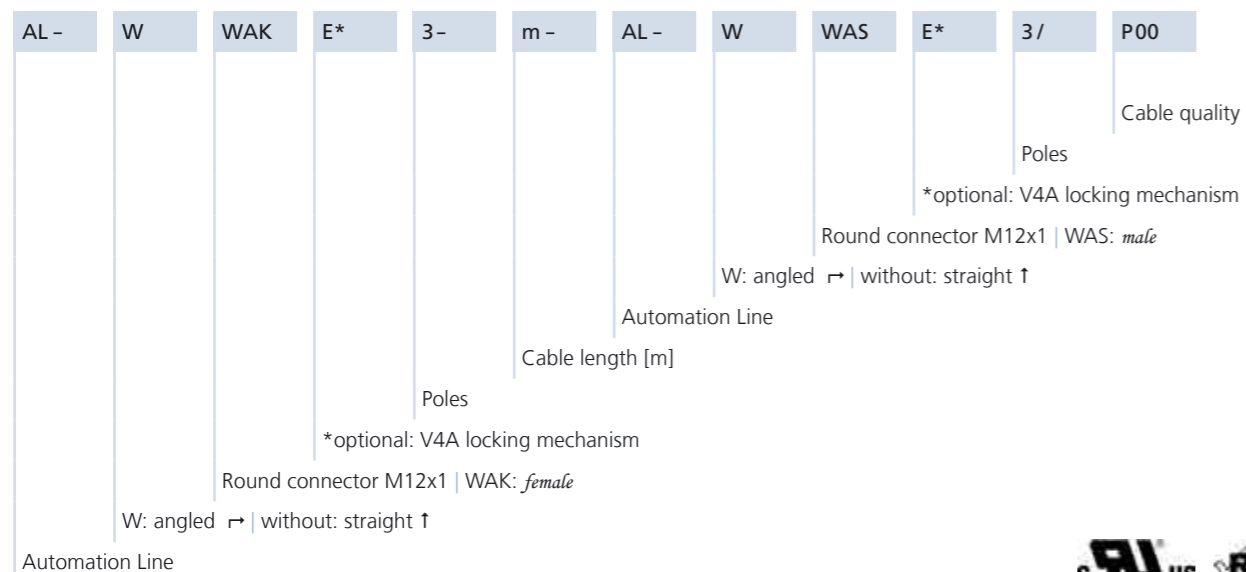 AL – W WAK E* 3 – m – AL – W WAS E* 3 / P00
Cable quality
Poles
*optional: V4A locking mechanism
Round connector M12x1 | WAS: male
W: angled ↱ | without: straight ↑
Automation Line
Cable length [m]
Poles
*optional: V4A locking mechanism
Round connector M12x1 | WAK: female
W: angled ↱ | without: straight ↑
Automation Line